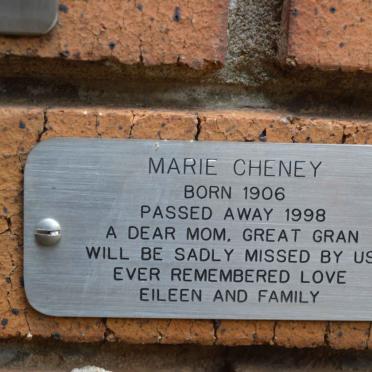 MARIE CHENEY
BORN 1906
PASSED AWAY 1998
A DEAR MOM, GREAT GRAN
WILL BE SADLY MISSED BY US
EVER REMEMBERED LOVE
EILEEN AND FAMILY